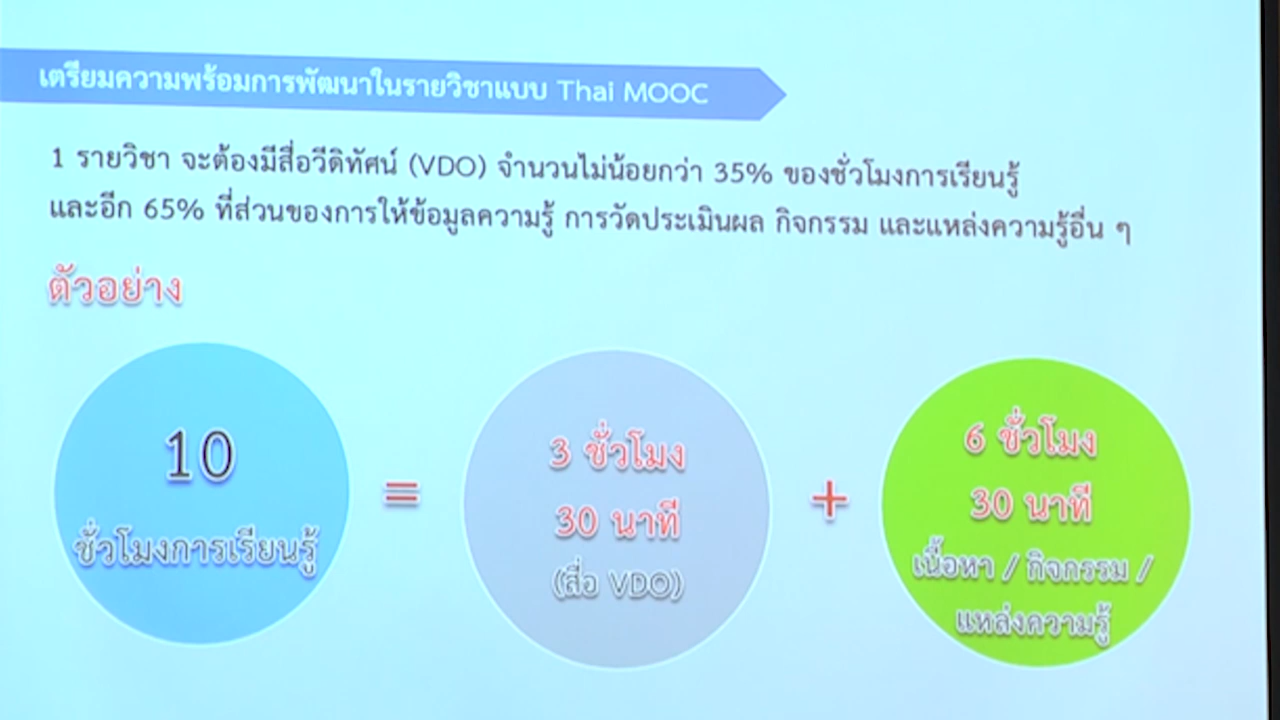 เตรียมความพร้อมการพัฒนาในรายวิชาแบบ Thai MOOC
1 รายวิชา จะต้องมีสื่อวีดิทัศน์ (VDO) จำนวนไม่น้อยกว่า 35% ของชั่วโมงการเรียนรู้
และอีก 65% ที่ส่วนของการให้ข้อมูลความรู้ การวัดประเมินผล กิจกรรม และแหล่งความรู้อื่น ๆ
ตัวอย่าง
10
ชั่วโมงการเรียนรู้
=
3 ชั่วโมง
30 นาที
(สื่อ VDO)
+
6 ชั่วโมง
30 นาที
เนื้อหา / กิจกรรม /
แหล่งความรู้